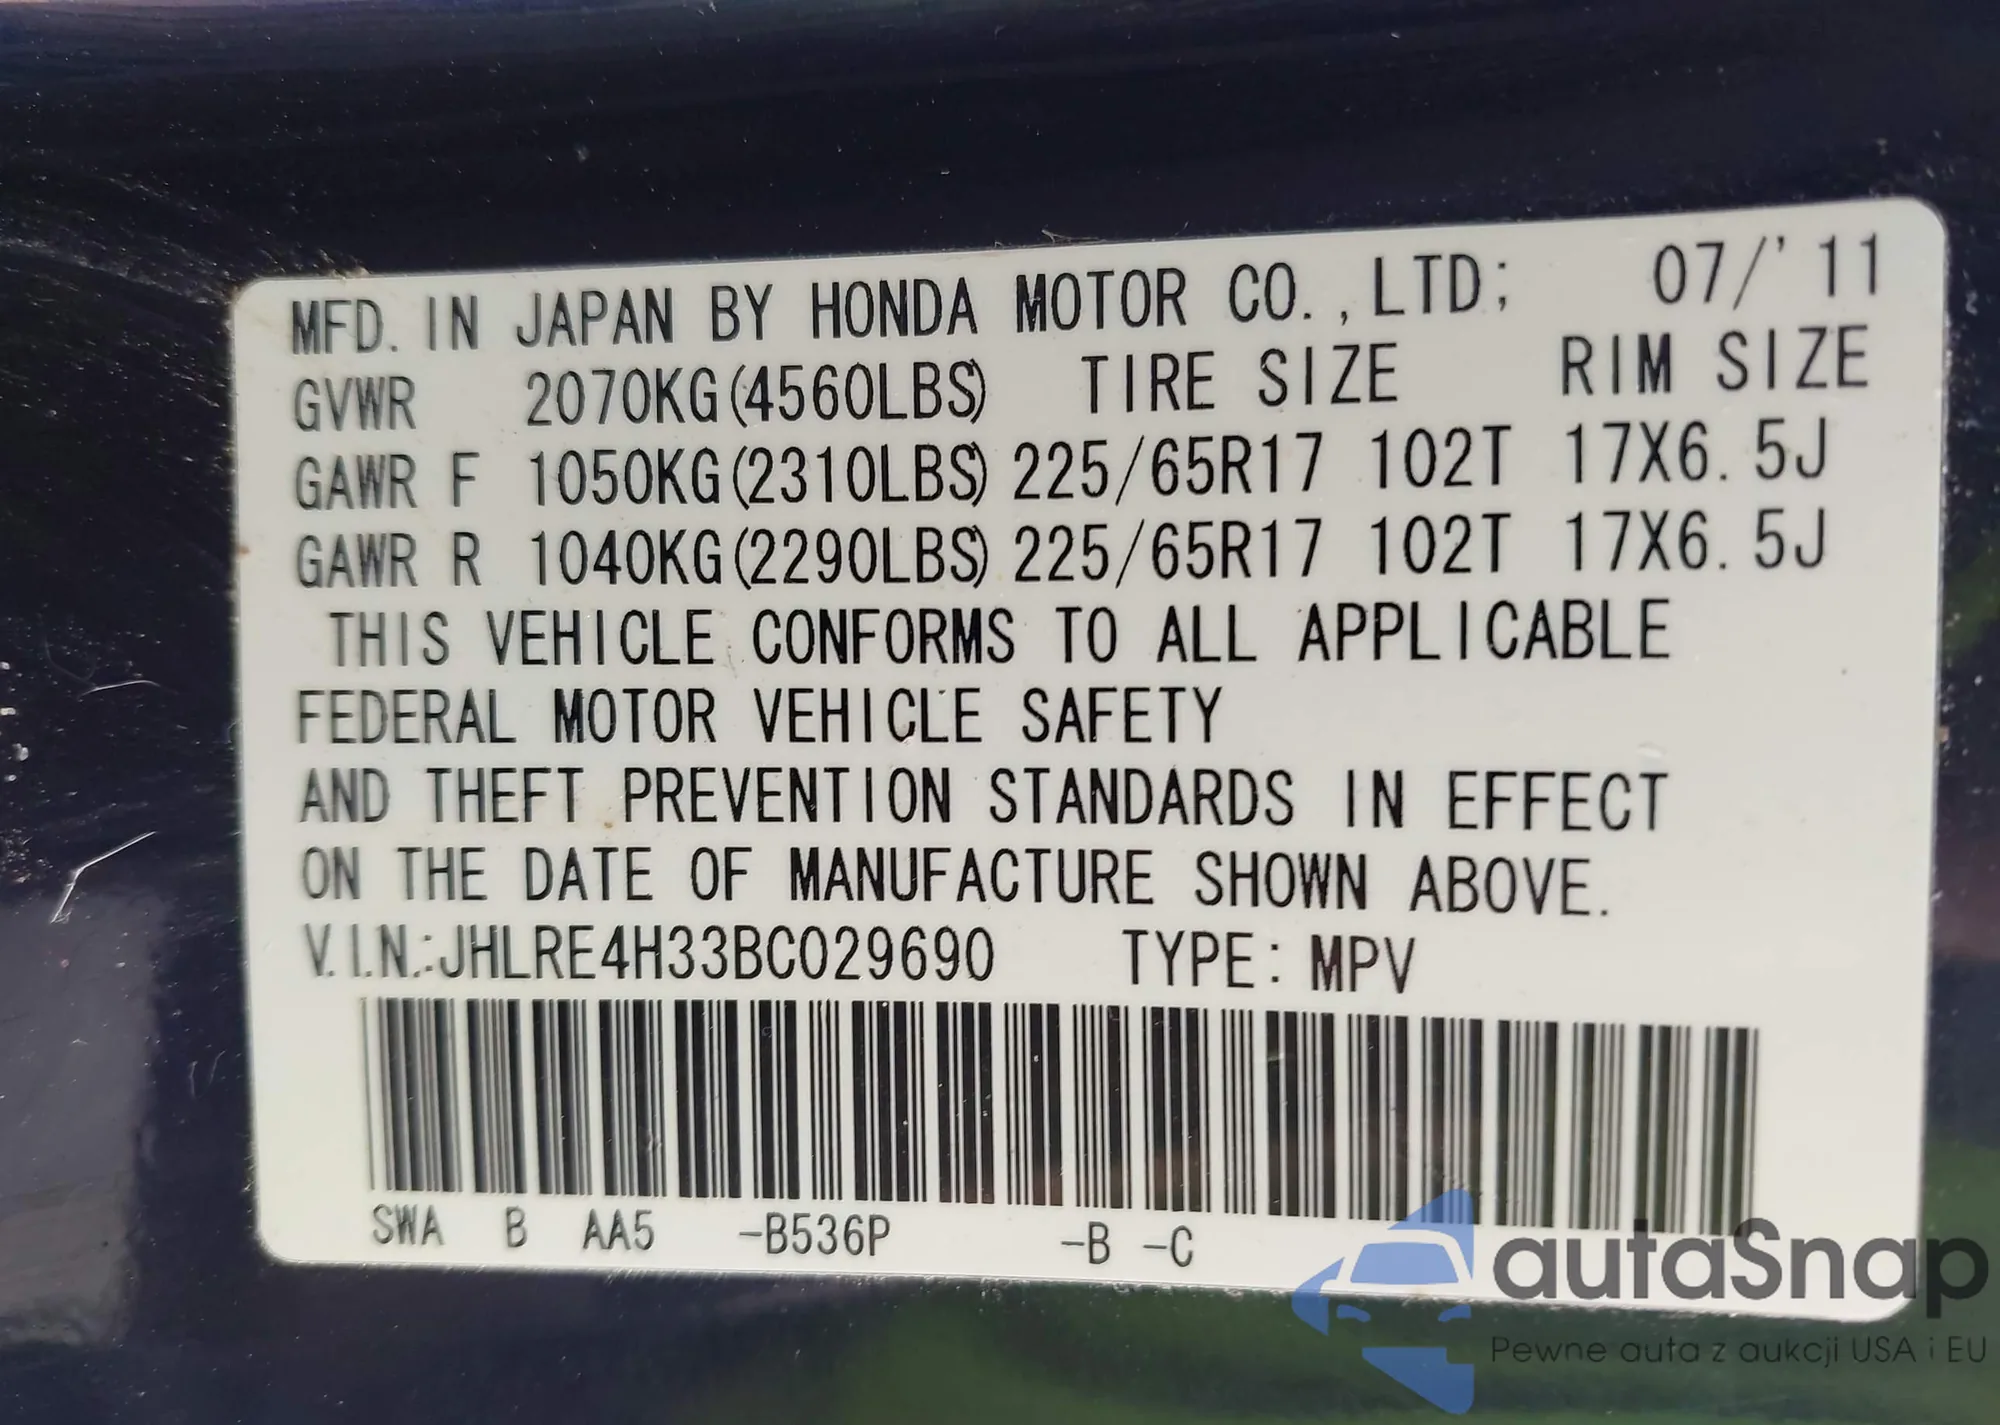 MFD. IN JAPAN BY HONDA MOTOR CO.,LTD; 07/'11
GVWR 2070KG(4560LBS) TIRE SIZE RIM SIZE
GAWR F 1050KG(2310LBS) 225/65R17 102T 17X6.5J
GAWR R 1040KG(2290LBS) 225/65R17 102T 17X6.5J
THIS VEHICLE CONFORMS TO ALL APPLICABLE
FEDERAL MOTOR VEHICLE SAFETY
AND THEFT PREVENTION STANDARDS IN EFFECT
ON THE DATE OF MANUFACTURE SHOWN ABOVE.
V.I.N.:JHLRE4H33BC029690 TYPE: MPV
SWA B AA5 -B536P -B -C
autaSnap
Pewne auta z aukcji USA i EU